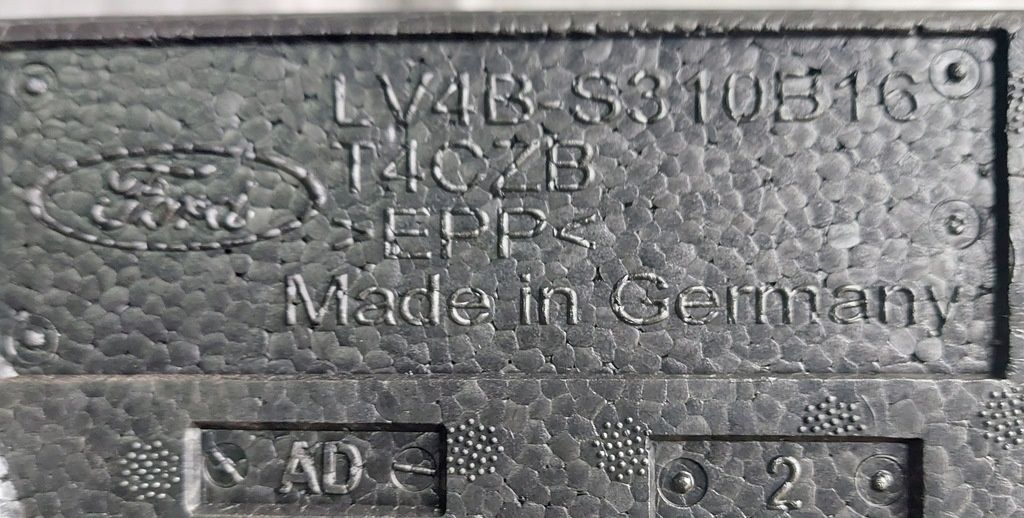 LV4B-S310B16
Ford
T4CZB
>EPP<
Made in Germany
AD
2